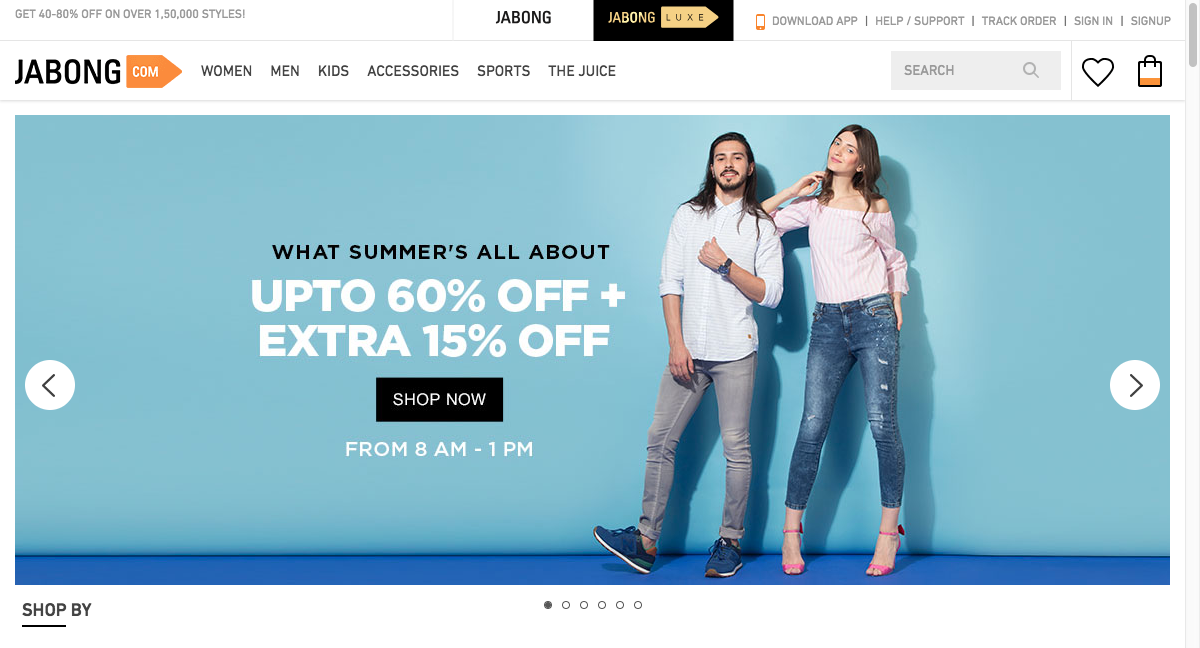 GET 40-80% OFF ON OVER 1,50,000 STYLES!
JABONG
JABONG LUXE
DOWNLOAD APP | HELP / SUPPORT | TRACK ORDER | SIGN IN | SIGNUP
JABONG COM
WOMEN MEN KIDS ACCESSORIES SPORTS THE JUICE
SEARCH
WHAT SUMMER'S ALL ABOUT
UPTO 60% OFF +
EXTRA 15% OFF
SHOP NOW
FROM 8 AM - 1 PM
SHOP BY